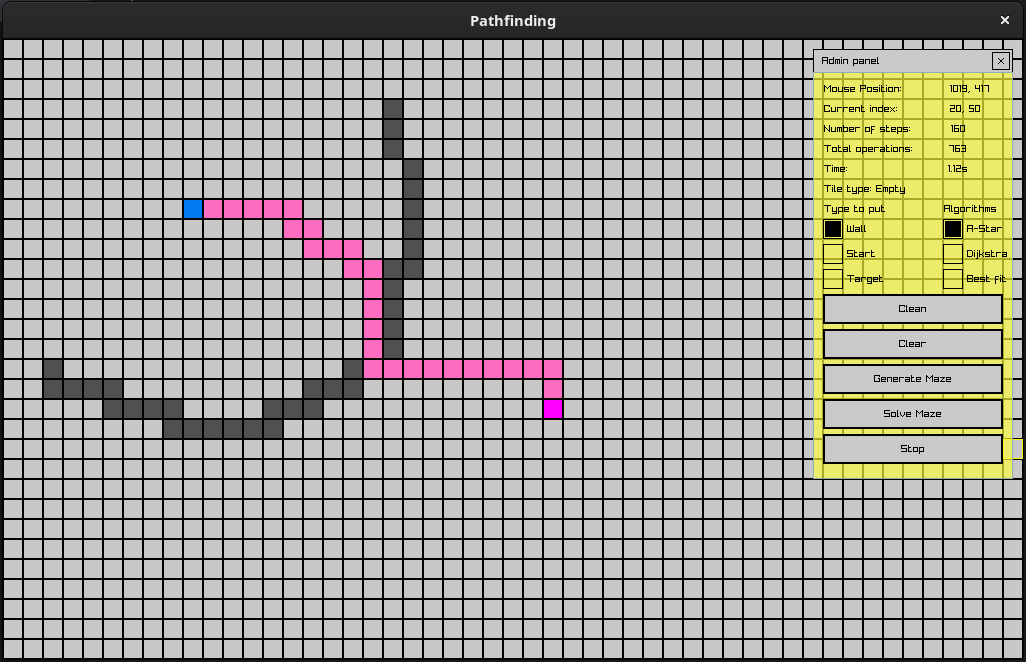 Pathfinding
Admin panel
Mouse Position: 1019, 417
Current index: 20, 50
Number of steps: 160
Total operations: 763
Time: 1.12s
Tile type: Empty
Type to put Algorithms
Wall A-Star
Start Dijkstra
Target Best fit
Clean
Clear
Generate Maze
Solve Maze
Stop